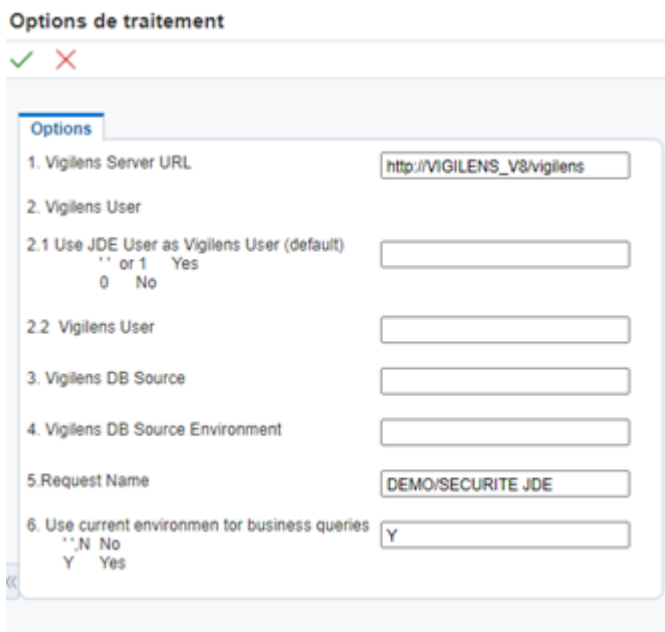 Options de traitement
Options
1. Vigilens Server URL http://VIGILENS_V8/vigilens
2. Vigilens User
2.1 Use JDE User as Vigilens User (default)
' ' or 1 Yes
0 No
2.2 Vigilens User
3. Vigilens DB Source
4. Vigilens DB Source Environment
5.Request Name DEMO/SECURITE JDE
6. Use current environmen tor business queries Y
' ',N No
Y Yes
«